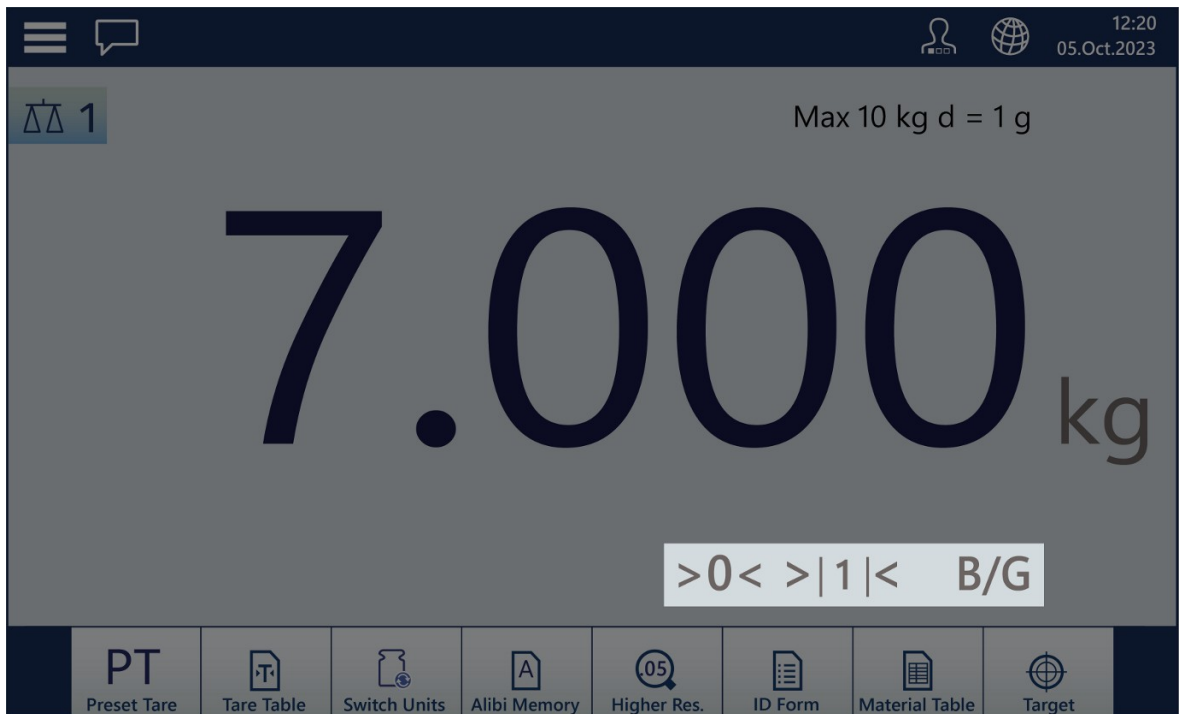 12:20
05.Oct.2023
1
Max 10 kg d = 1 g
7.000 kg
>0< >|1|< B/G
PT
Preset Tare
Tare Table
Switch Units
A
Alibi Memory
.05
Higher Res.
ID Form
Material Table
Target